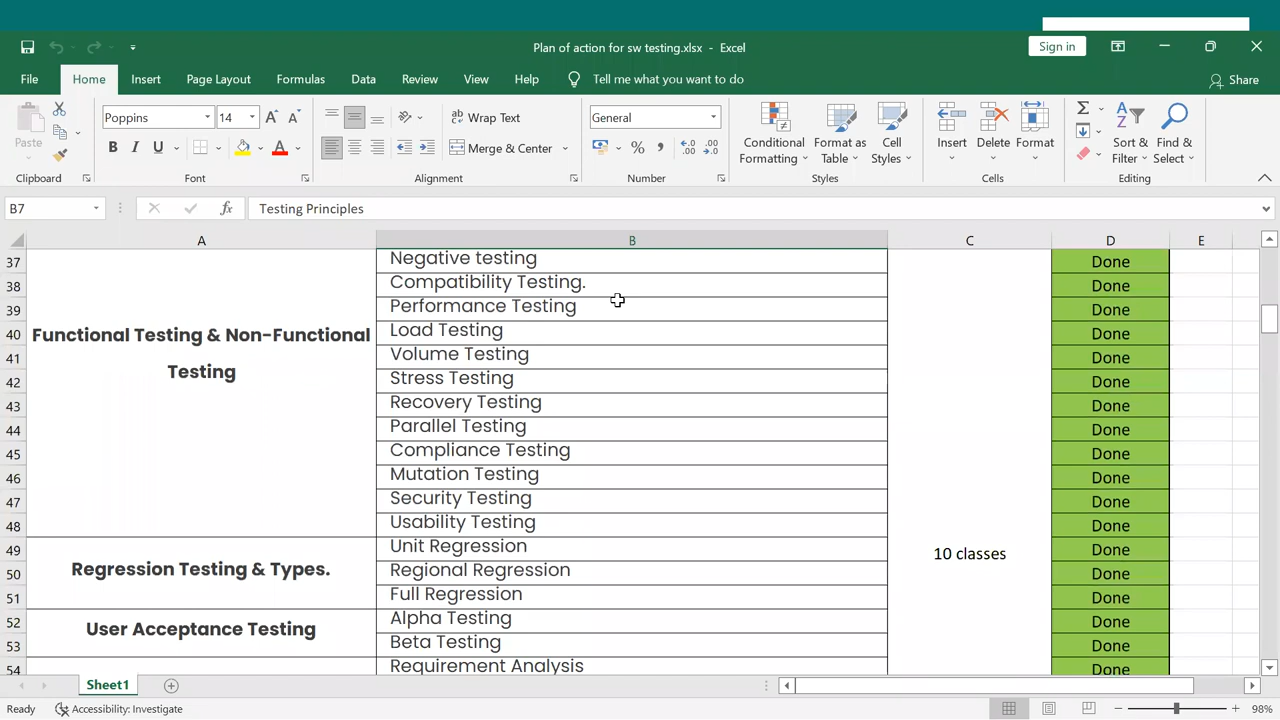 Plan of action for sw testing.xlsx - Excel
Sign in
File Home Insert Page Layout Formulas Data Review View Help Tell me what you want to do Share
Paste
Clipboard
Poppins 14
B I U A
Font
Wrap Text
Merge & Center
Alignment
General
Number
Conditional Formatting
Format as Table
Cell Styles
Styles
Insert Delete Format
Cells
Sort & Filter
Find & Select
Editing
B7 fx Testing Principles
A B C D E
37 Negative testing Done
38 Compatibility Testing. Done
39 Performance Testing Done
Functional Testing & Non-Functional
Testing
40 Load Testing Done
41 Volume Testing Done
42 Stress Testing Done
43 Recovery Testing Done
44 Parallel Testing Done
45 Compliance Testing Done
46 Mutation Testing Done
47 Security Testing Done
48 Usability Testing Done
49 Unit Regression 10 classes Done
50 Regression Testing & Types. Regional Regression Done
51 Full Regression Done
52 User Acceptance Testing Alpha Testing Done
53 Beta Testing Done
54 Requirement Analysis Done
Sheet1
Ready Accessibility: Investigate 98%